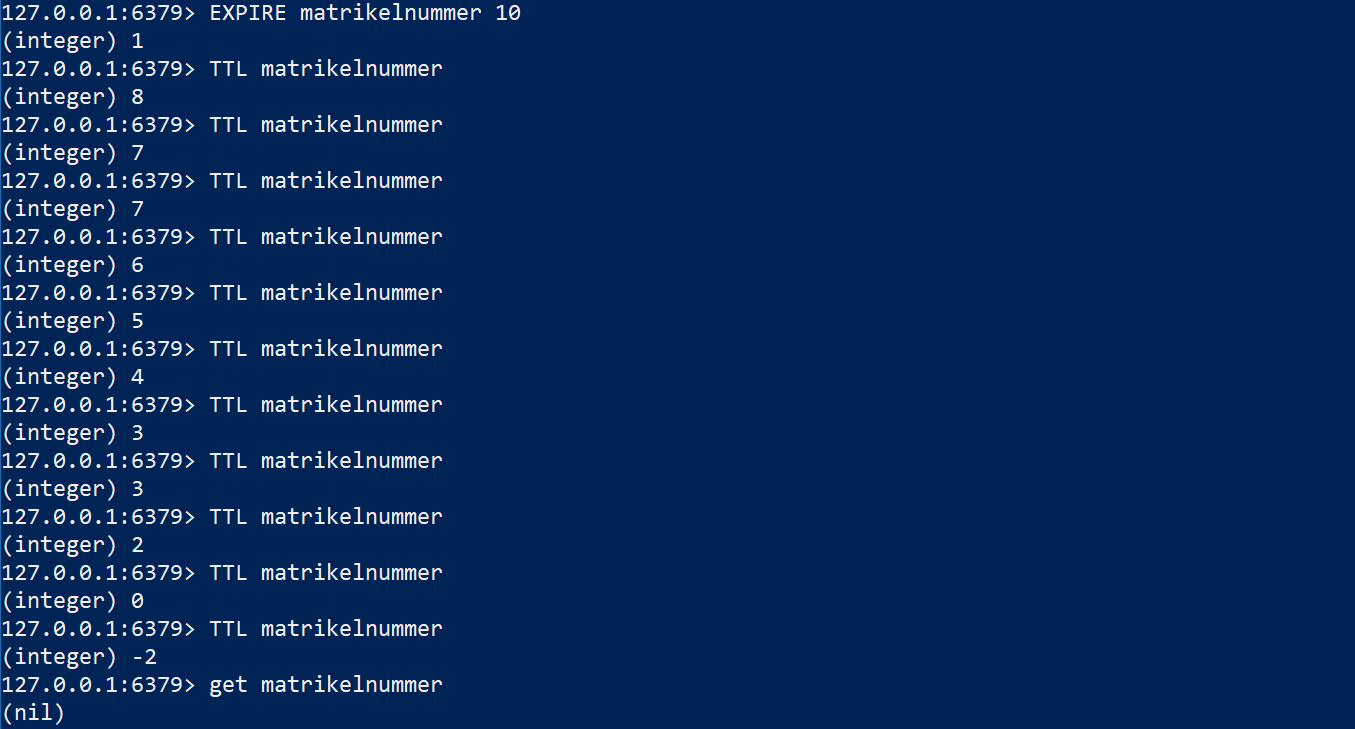 127.0.0.1:6379> EXPIRE matrikelnummer 10
(integer) 1
127.0.0.1:6379> TTL matrikelnummer
(integer) 8
127.0.0.1:6379> TTL matrikelnummer
(integer) 7
127.0.0.1:6379> TTL matrikelnummer
(integer) 7
127.0.0.1:6379> TTL matrikelnummer
(integer) 6
127.0.0.1:6379> TTL matrikelnummer
(integer) 5
127.0.0.1:6379> TTL matrikelnummer
(integer) 4
127.0.0.1:6379> TTL matrikelnummer
(integer) 3
127.0.0.1:6379> TTL matrikelnummer
(integer) 3
127.0.0.1:6379> TTL matrikelnummer
(integer) 2
127.0.0.1:6379> TTL matrikelnummer
(integer) 0
127.0.0.1:6379> TTL matrikelnummer
(integer) -2
127.0.0.1:6379> get matrikelnummer
(nil)